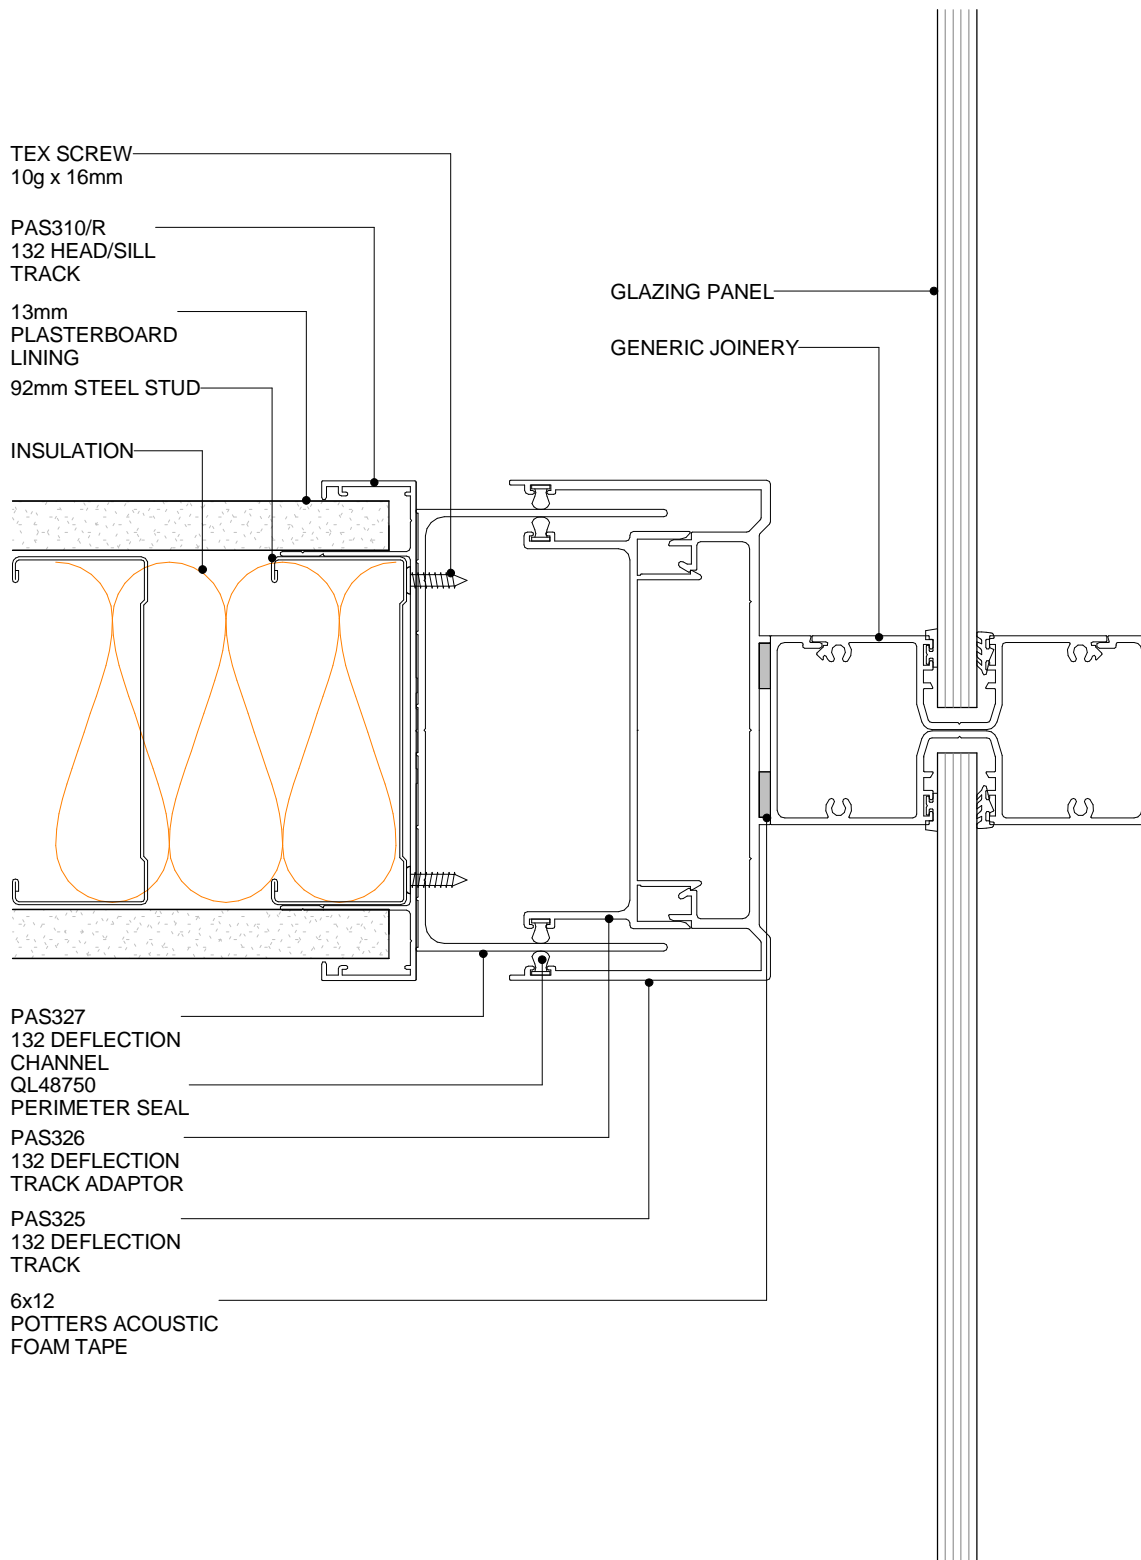 TEX SCREW
10g x 16mm
PAS310/R
132 HEAD/SILL
TRACK
13mm
PLASTERBOARD
LINING
92mm STEEL STUD
INSULATION
GLAZING PANEL
GENERIC JOINERY
PAS327
132 DEFLECTION
CHANNEL
QL48750
PERIMETER SEAL
PAS326
132 DEFLECTION
TRACK ADAPTOR
PAS325
132 DEFLECTION
TRACK
6x12
POTTERS ACOUSTIC
FOAM TAPE